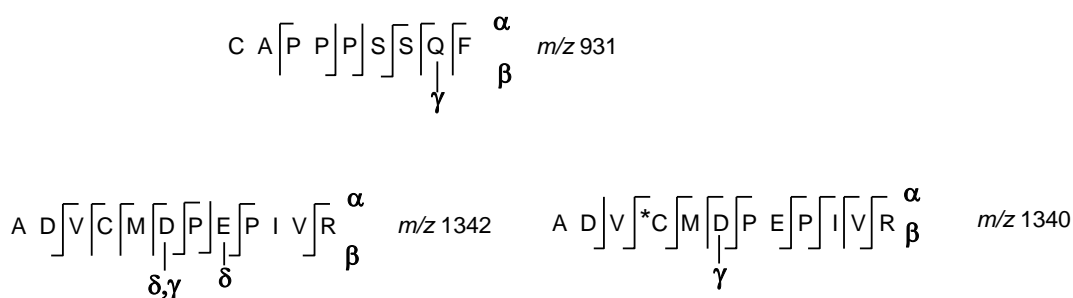 α
C A P P P S S Q F m/z 931
β
γ
α α
A D V C M D P E P I V R m/z 1342 A D V *C M D P E P I V R m/z 1340
β β
δ,γ δ γ